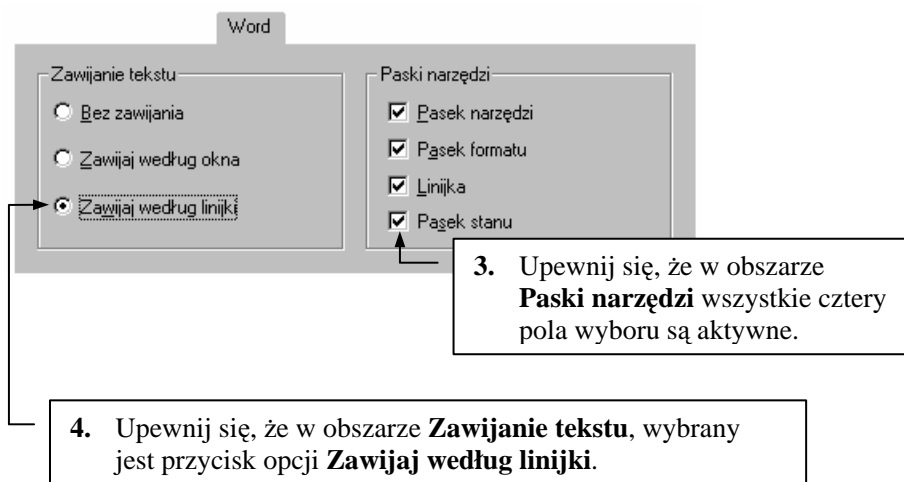 Word
Zawijanie tekstu
Bez zawijania
Zawijaj według okna
Zawijaj według linijki
Paski narzędzi
Pasek narzędzi
Pasek formatu
Linijka
Pasek stanu
3. Upewnij się, że w obszarze
Paski narzędzi wszystkie cztery
pola wyboru są aktywne.
4. Upewnij się, że w obszarze Zawijanie tekstu, wybrany
jest przycisk opcji Zawijaj według linijki.